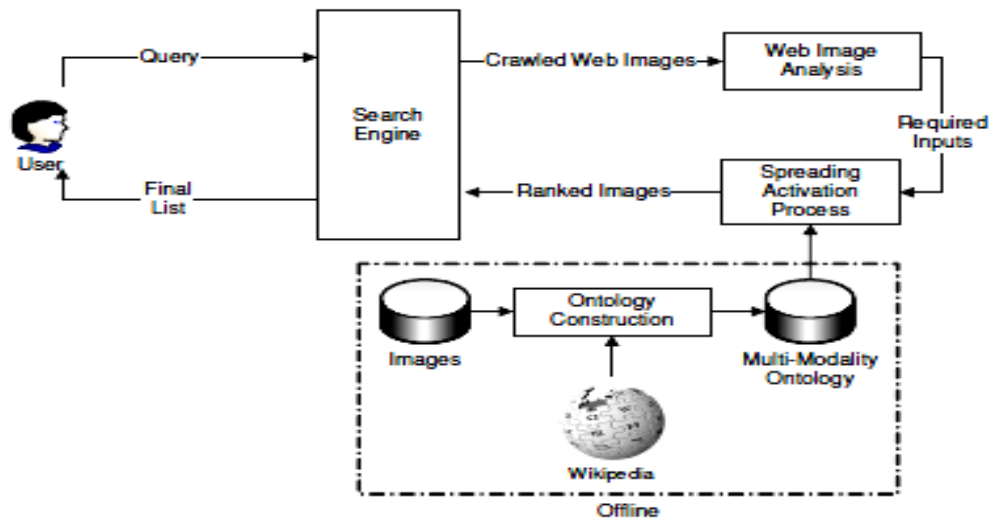 Query
Crawled Web Images
Web Image
Analysis
Search
Engine
Required
Inputs
User
Final
List
Ranked Images
Spreading
Activation
Process
Ontology
Construction
Images
Multi-Modality
Ontology
Wikipedia
Offline